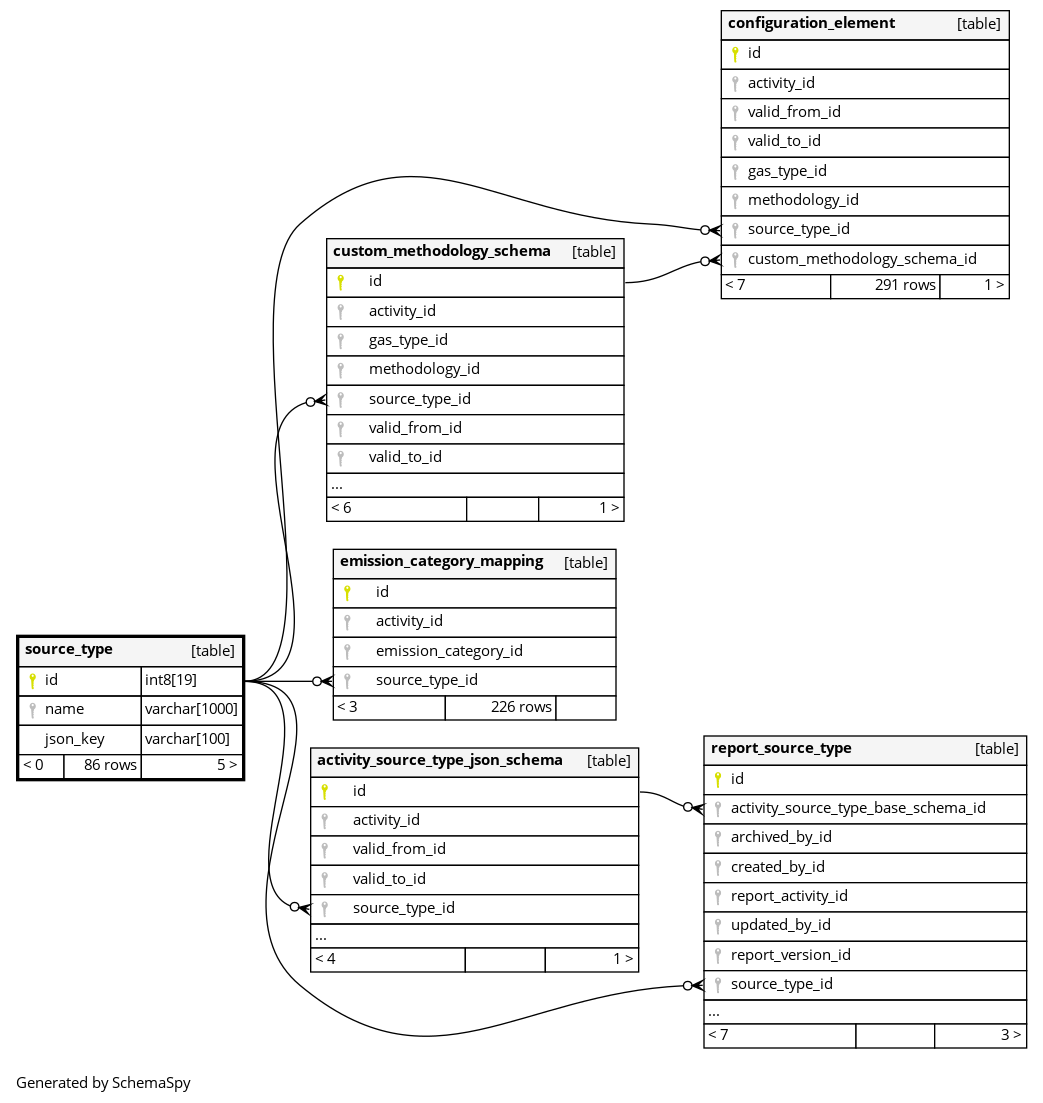 configuration_element [table]
id
activity_id
valid_from_id
valid_to_id
gas_type_id
methodology_id
source_type_id
custom_methodology_schema_id
< 7 291 rows 1 >
custom_methodology_schema [table]
id
activity_id
gas_type_id
methodology_id
source_type_id
valid_from_id
valid_to_id
...
< 6 1 >
emission_category_mapping [table]
id
activity_id
emission_category_id
source_type_id
< 3 226 rows
source_type [table]
id int8[19]
name varchar[1000]
json_key varchar[100]
< 0 86 rows 5 >
activity_source_type_json_schema [table]
id
activity_id
valid_from_id
valid_to_id
source_type_id
...
< 4 1 >
report_source_type [table]
id
activity_source_type_base_schema_id
archived_by_id
created_by_id
report_activity_id
updated_by_id
report_version_id
source_type_id
...
< 7 3 >
Generated by SchemaSpy